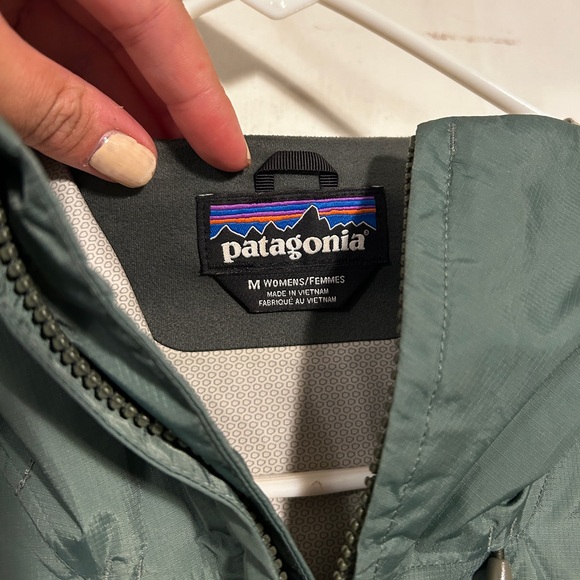 patagonia®
M WOMENS/FEMMES
MADE IN VIETNAM
FABRIQUÉ AU VIETNAM